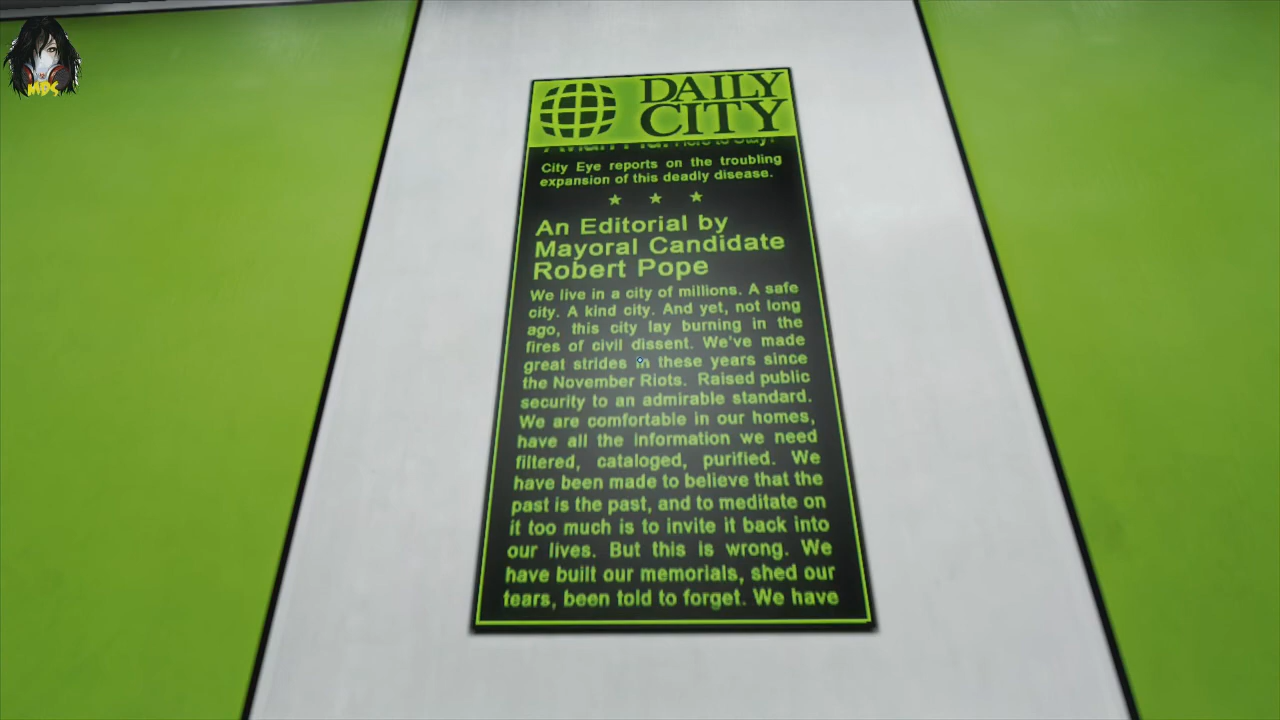 MDS
DAILY
CITY
Avian Flu: Here to Stay?
City Eye reports on the troubling
expansion of this deadly disease.
An Editorial by
Mayoral Candidate
Robert Pope
We live in a city of millions. A safe
city. A kind city. And yet, not long
ago, this city lay burning in the
fires of civil dissent. We've made
great strides in these years since
the November Riots. Raised public
security to an admirable standard.
We are comfortable in our homes,
have all the information we need
filtered, cataloged, purified. We
have been made to believe that the
past is the past, and to meditate on
it too much is to invite it back into
our lives. But this is wrong. We
have built our memorials, shed our
tears, been told to forget. We have